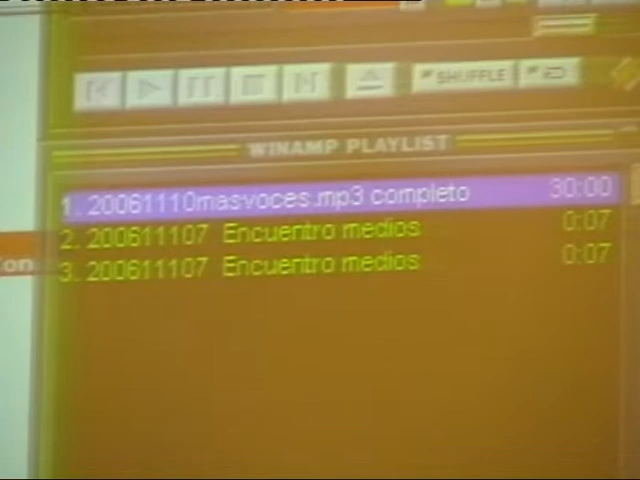 SHUFFLE
WINAMP PLAYLIST
1. 20061110masvoces.mp3 completo 30:00
2. 200611107 Encuentro medios 0:07
3. 200611107 Encuentro medios 0:07